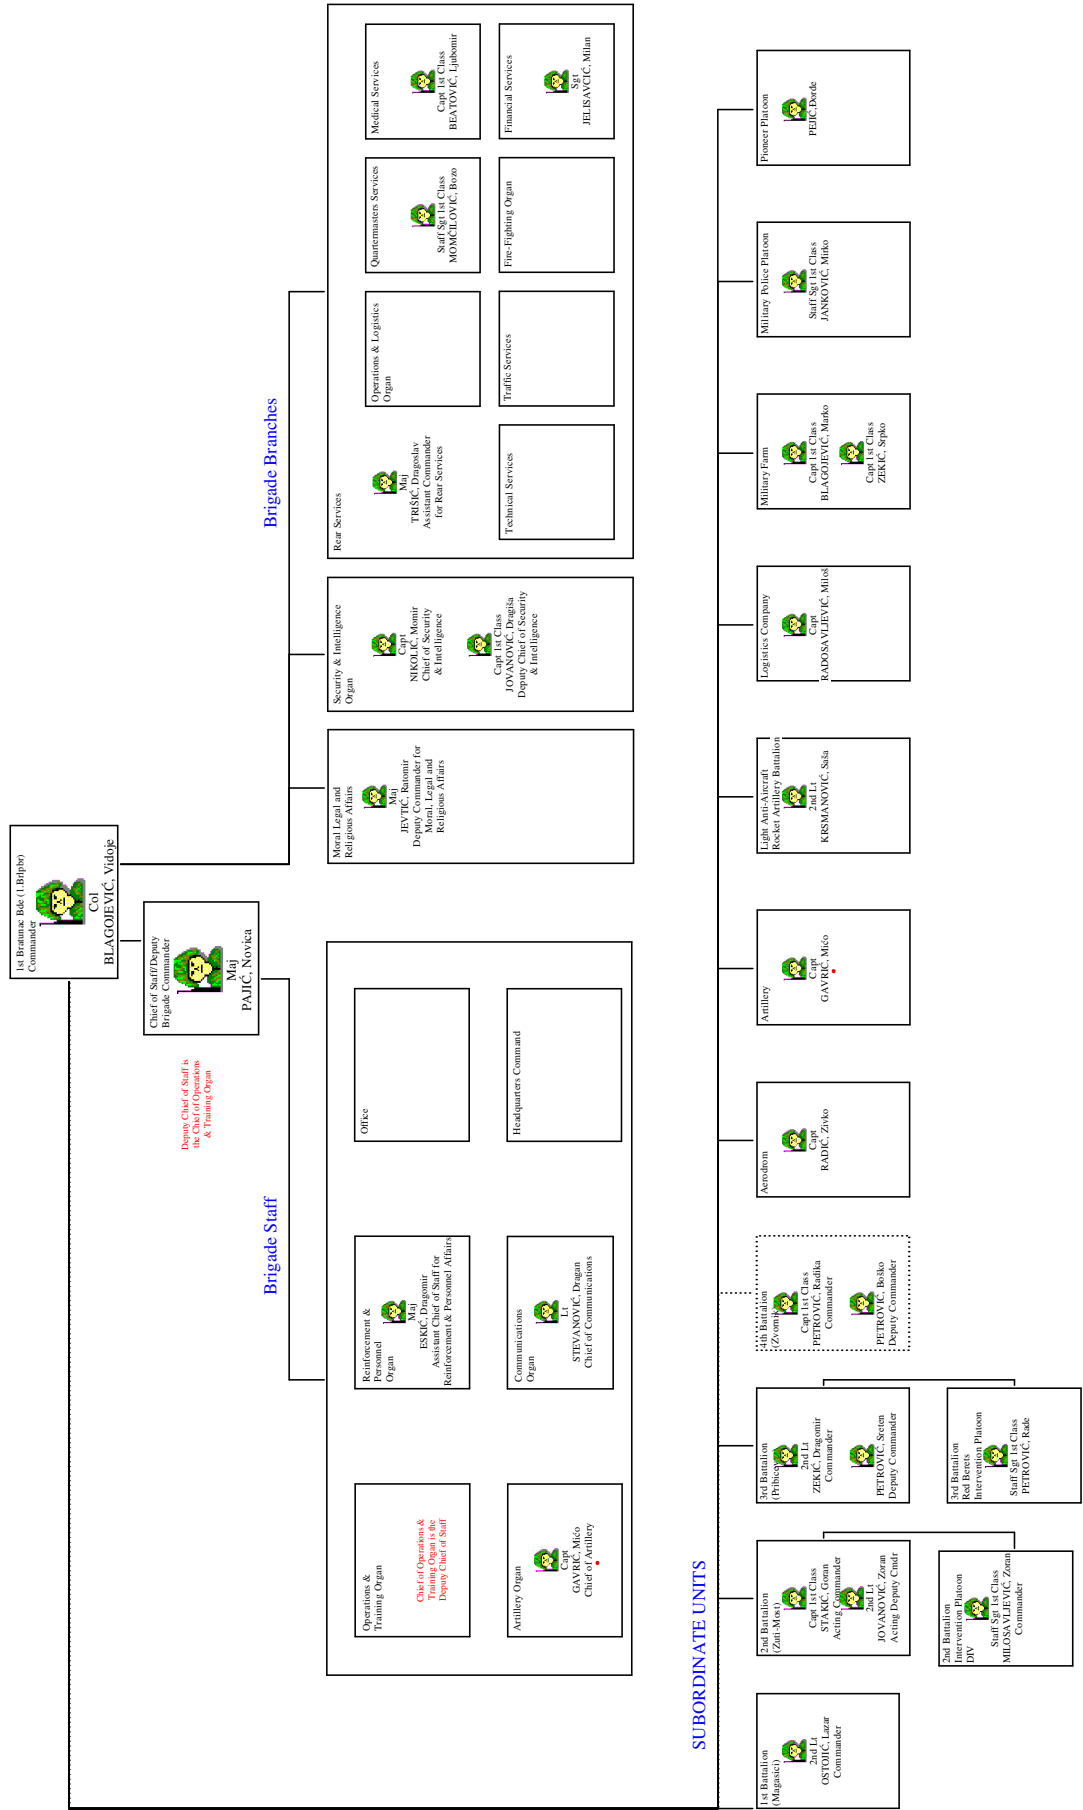 1st Bratunac Bde (1.Brlpbr)
Commander
Col
BLAGOJEVIĆ, Vidoje
Chief of Staff/Deputy
Brigade Commander
Maj
PAJIĆ, Novica
Deputy Chief of Staff is
the Chief of Operations
& Training Organ
Brigade Staff
Brigade Branches
Operations &
Training Organ
Chief of Operations &
Training Organ is the
Deputy Chief of Staff
Reinforcement &
Personnel
Organ
Maj
ESKIĆ, Dragomir
Assistant Chief of Staff for
Reinforcement & Personnel Affairs
Office
Artillery Organ
Capt
GAVRIĆ, Mićo
Chief of Artillery
Communications
Organ
Lt
STEVANOVIĆ, Dragan
Chief of Communications
Headquarters Command
Moral Legal and
Religious Affairs
Maj
JEVTIĆ, Ratomir
Deputy Commander for
Moral, Legal and
Religious Affairs
Security & Intelligence
Organ
Capt
NIKOLIĆ, Momir
Chief of Security
& Intelligence
Capt 1st Class
JOVANOVIĆ, Dragiša
Deputy Chief of Security
& Intelligence
Rear Services
Maj
TRIŠIĆ, Dragoslav
Assistant Commander
for Rear Services
Operations & Logistics
Organ
Quartermasters Services
Staff Sgt 1st Class
MOMČILOVIĆ, Bozo
Medical Services
Capt 1st Class
BEATOVIĆ, Ljubomir
Technical Services
Traffic Services
Fire-Fighting Organ
Financial Services
Sgt
JELISAVCIĆ, Milan
SUBORDINATE UNITS
1st Battalion
(Magasici)
2nd Lt
OSTOJIĆ, Lazar
Commander
2nd Battalion
(Zuti-Most)
Capt 1st Class
STAKIĆ, Goran
Acting Commander
2nd Lt
JOVANOVIĆ, Zoran
Acting Deputy Cmdr
2nd Battalion
Intervention Platoon
DIV
Staff Sgt 1st Class
MILOSAVLJEVIĆ, Zoran
Commander
3rd Battalion
2nd Lt
ZEKIĆ, Dragomir
Commander
PETROVIĆ, Sreten
Deputy Commander
3rd Battalion
Red Berets
Intervention Platoon
Staff Sgt 1st Class
PETROVIĆ, Rade
4th Battalion
(Zvornik)
Capt 1st Class
PETROVIĆ, Radika
Commander
PETROVIĆ, Boško
Deputy Commander
Aerodrom
Capt
RADIĆ, Zivko
Artillery
Capt
GAVRIĆ, Mićo
Light Anti-Aircraft
Rocket Artillery Battalion
2nd Lt
KRSMANOVIĆ, Saša
Logistics Company
Capt
RADOSAVLJEVIĆ, Miloš
Military Farm
Capt 1st Class
BLAGOJEVIĆ, Marko
Capt 1st Class
ZEKIĆ, Srpko
Military Police Platoon
Staff Sgt 1st Class
JANKOVIĆ, Mirko
Pioneer Platoon
PEJIĆ, Đorđe